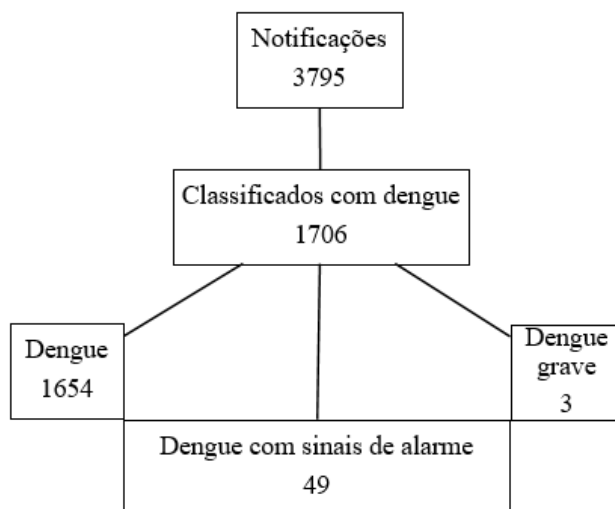 Notificações
3795
Classificados com dengue
1706
Dengue
1654
Dengue
grave
3
Dengue com sinais de alarme
49